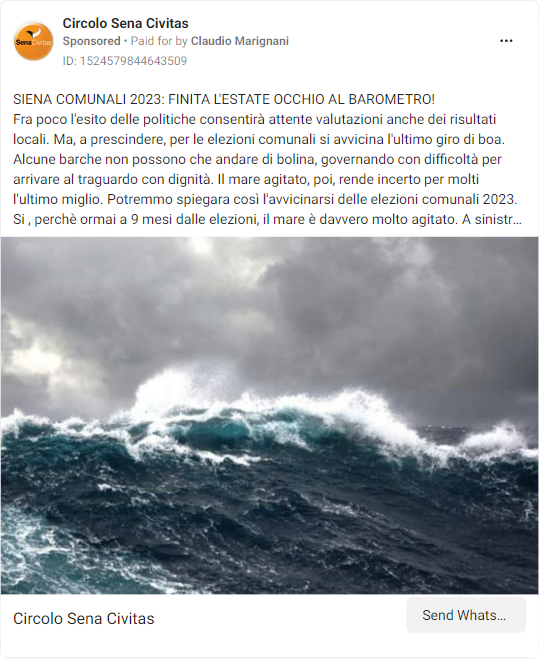 Circolo Sena Civitas
Sponsored • Paid for by Claudio Marignani
ID: 1524579844643509
SenaCivitas
SIENA COMUNALI 2023: FINITA L'ESTATE OCCHIO AL BAROMETRO!
Fra poco l'esito delle politiche consentirà attente valutazioni anche dei risultati
locali. Ma, a prescindere, per le elezioni comunali si avvicina l'ultimo giro di boa.
Alcune barche non possono che andare di bolina, governando con difficoltà per
arrivare al traguardo con dignità. Il mare agitato, poi, rende incerto per molti
l'ultimo miglio. Potremmo spiegara così l'avvicinarsi delle elezioni comunali 2023.
Si , perchè ormai a 9 mesi dalle elezioni, il mare è davvero molto agitato. A sinistr...
Circolo Sena Civitas
Send Whats...